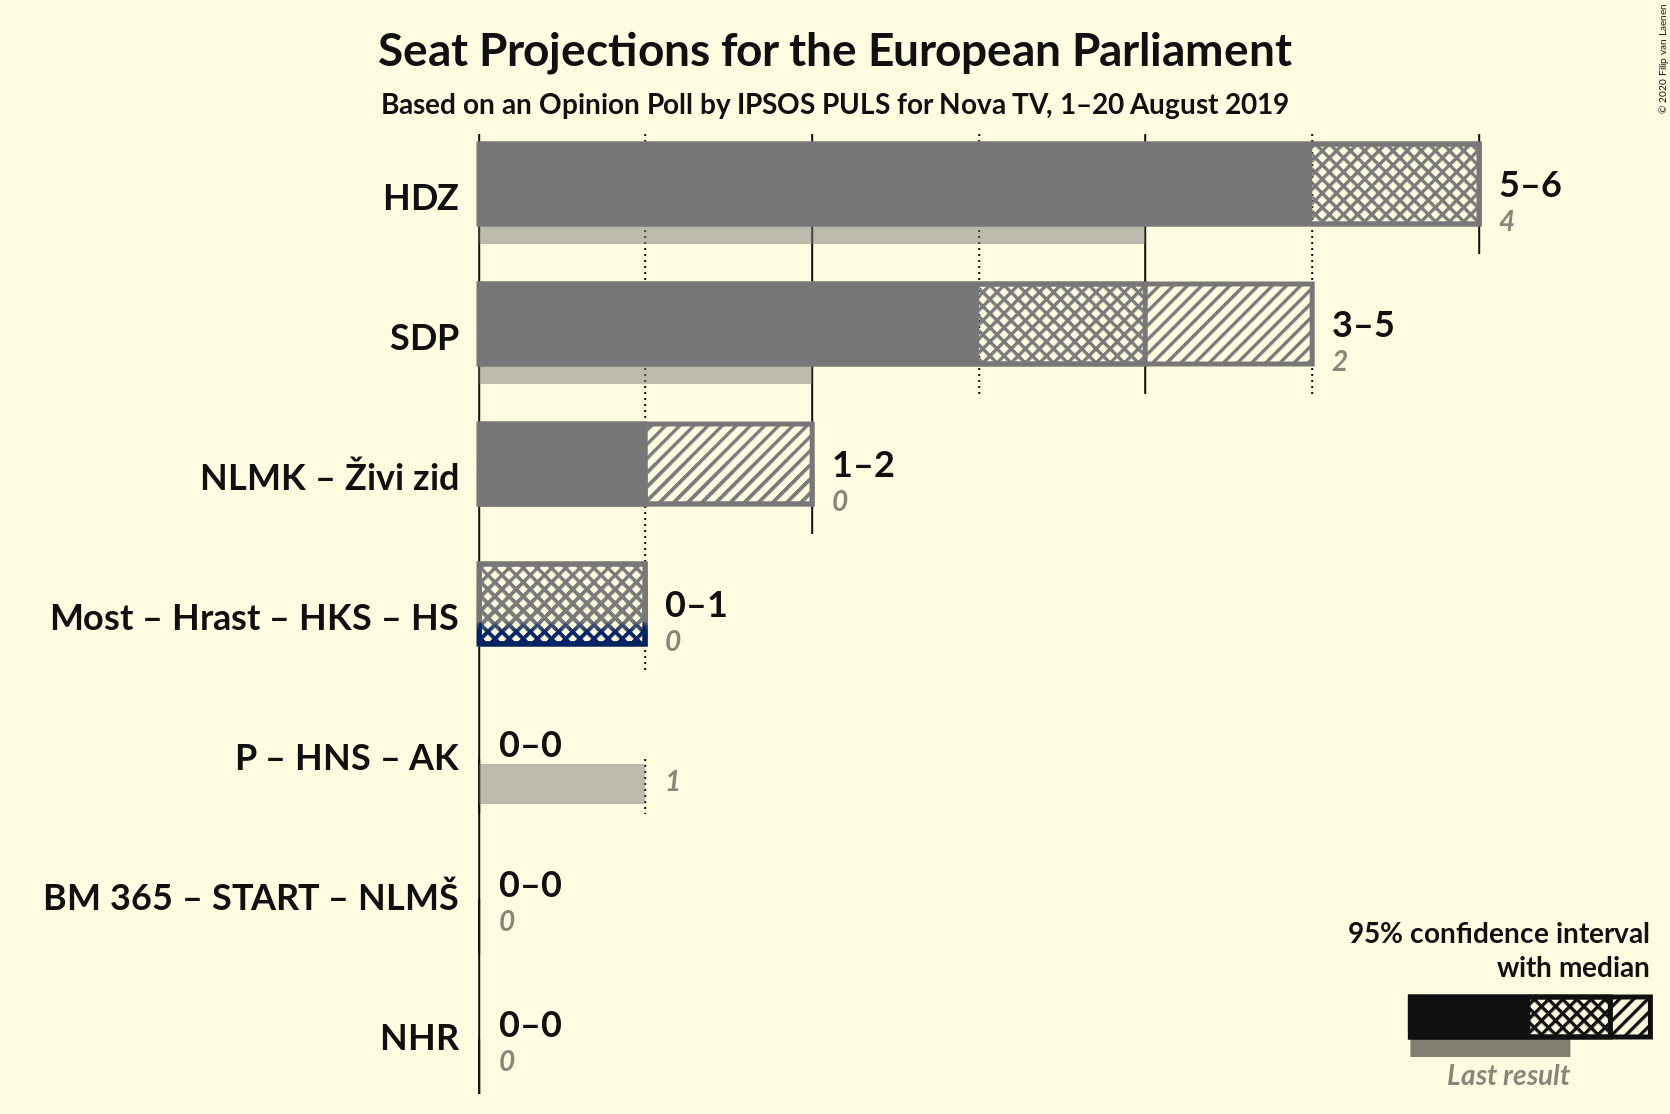 Seat Projections for the European Parliament
Based on an Opinion Poll by IPSOS PULS for Nova TV, 1–20 August 2019
© 2020 Filip van Laenen
HDZ
5–6
4
SDP
3–5
2
NLMK – Živi zid
1–2
0
Most – Hrast – HKS – HS
0–1
0
P – HNS – AK
0–0
1
BM 365 – START – NLMŠ
0–0
0
NHR
0–0
0
95% confidence interval
with median
Last result